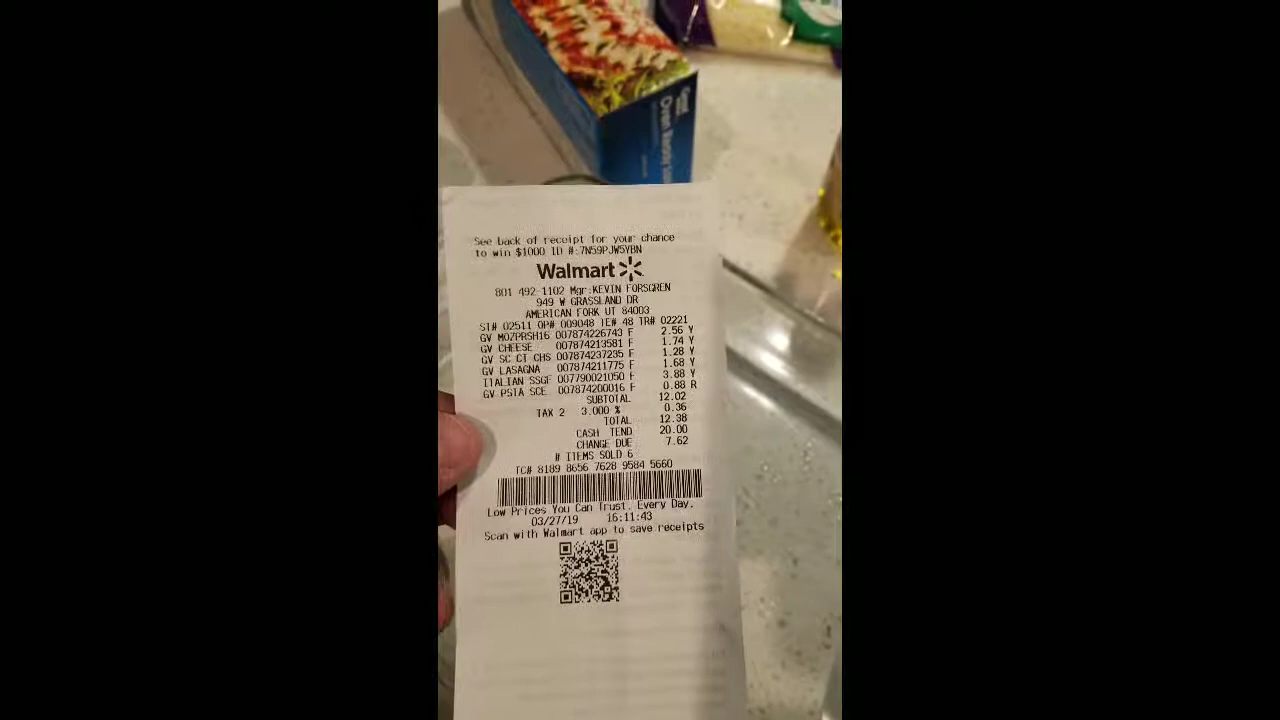 Great
Oven Ready
See back of receipt for your chance
to win $1000 ID #:7N59PJW5YBN
Walmart
801 492-1102 Mgr:KEVIN FORSGREN
949 W GRASSLAND DR
AMERICAN FORK UT 84003
ST# 02511 OP# 009048 TE# 48 TR# 02221
GV MOZPRSH16 007874226743 F 2.56 Y
GV CHEESE 007874213581 F 1.74 Y
GV SC CT CHS 007874237235 F 1.28 Y
GV LASAGNA 007874211775 F 1.68 Y
ITALIAN SSGF 007790021050 F 3.88 Y
GV PSTA SCE 007874200016 F 0.88 R
SUBTOTAL 12.02
TAX 2 3.000 % 0.36
TOTAL 12.38
CASH TEND 20.00
CHANGE DUE 7.62
# ITEMS SOLD 6
TC# 8189 8656 7628 9584 5660
Low Prices You Can Trust. Every Day.
03/27/19 16:11:43
Scan with Walmart app to save receipts